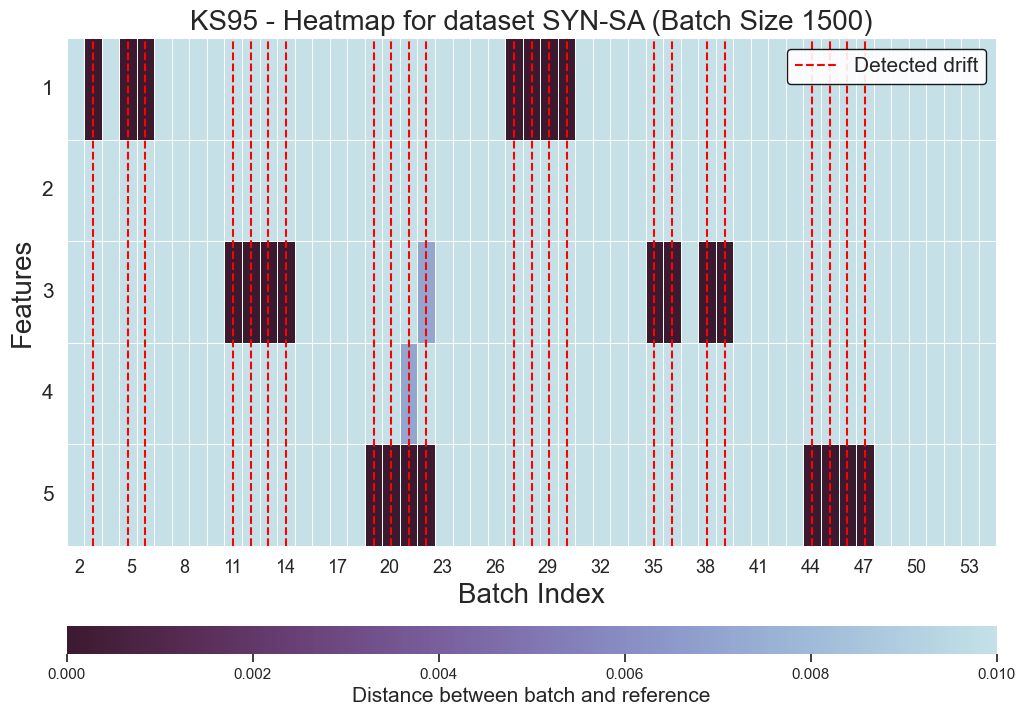 KS95 - Heatmap for dataset SYN-SA (Batch Size 1500)
Detected drift
Features
1
2
3
4
5
2 5 8 11 14 17 20 23 26 29 32 35 38 41 44 47 50 53
Batch Index
0.000 0.002 0.004 0.006 0.008 0.010
Distance between batch and reference